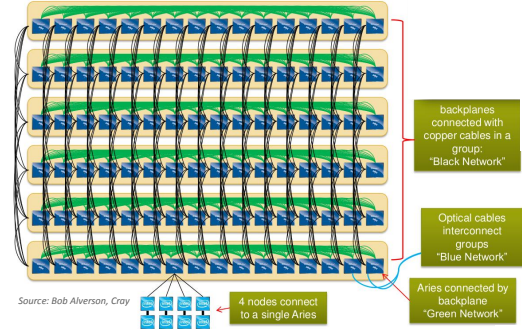 backplanes
connected with
copper cables in a
group:
“Black Network”
Optical cables
interconnect
groups
“Blue Network”
Aries connected by
backplane
“Green Network”
4 nodes connect
to a single Aries
Source: Bob Alverson, Cray